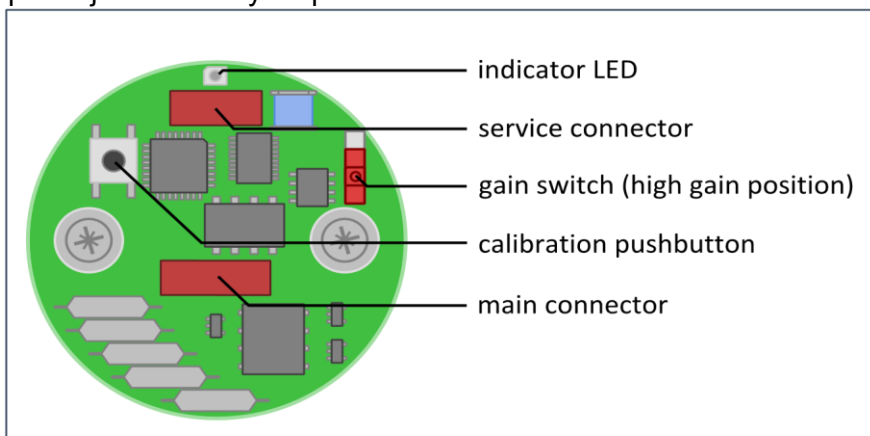 indicator LED
service connector
gain switch (high gain position)
calibration pushbutton
main connector